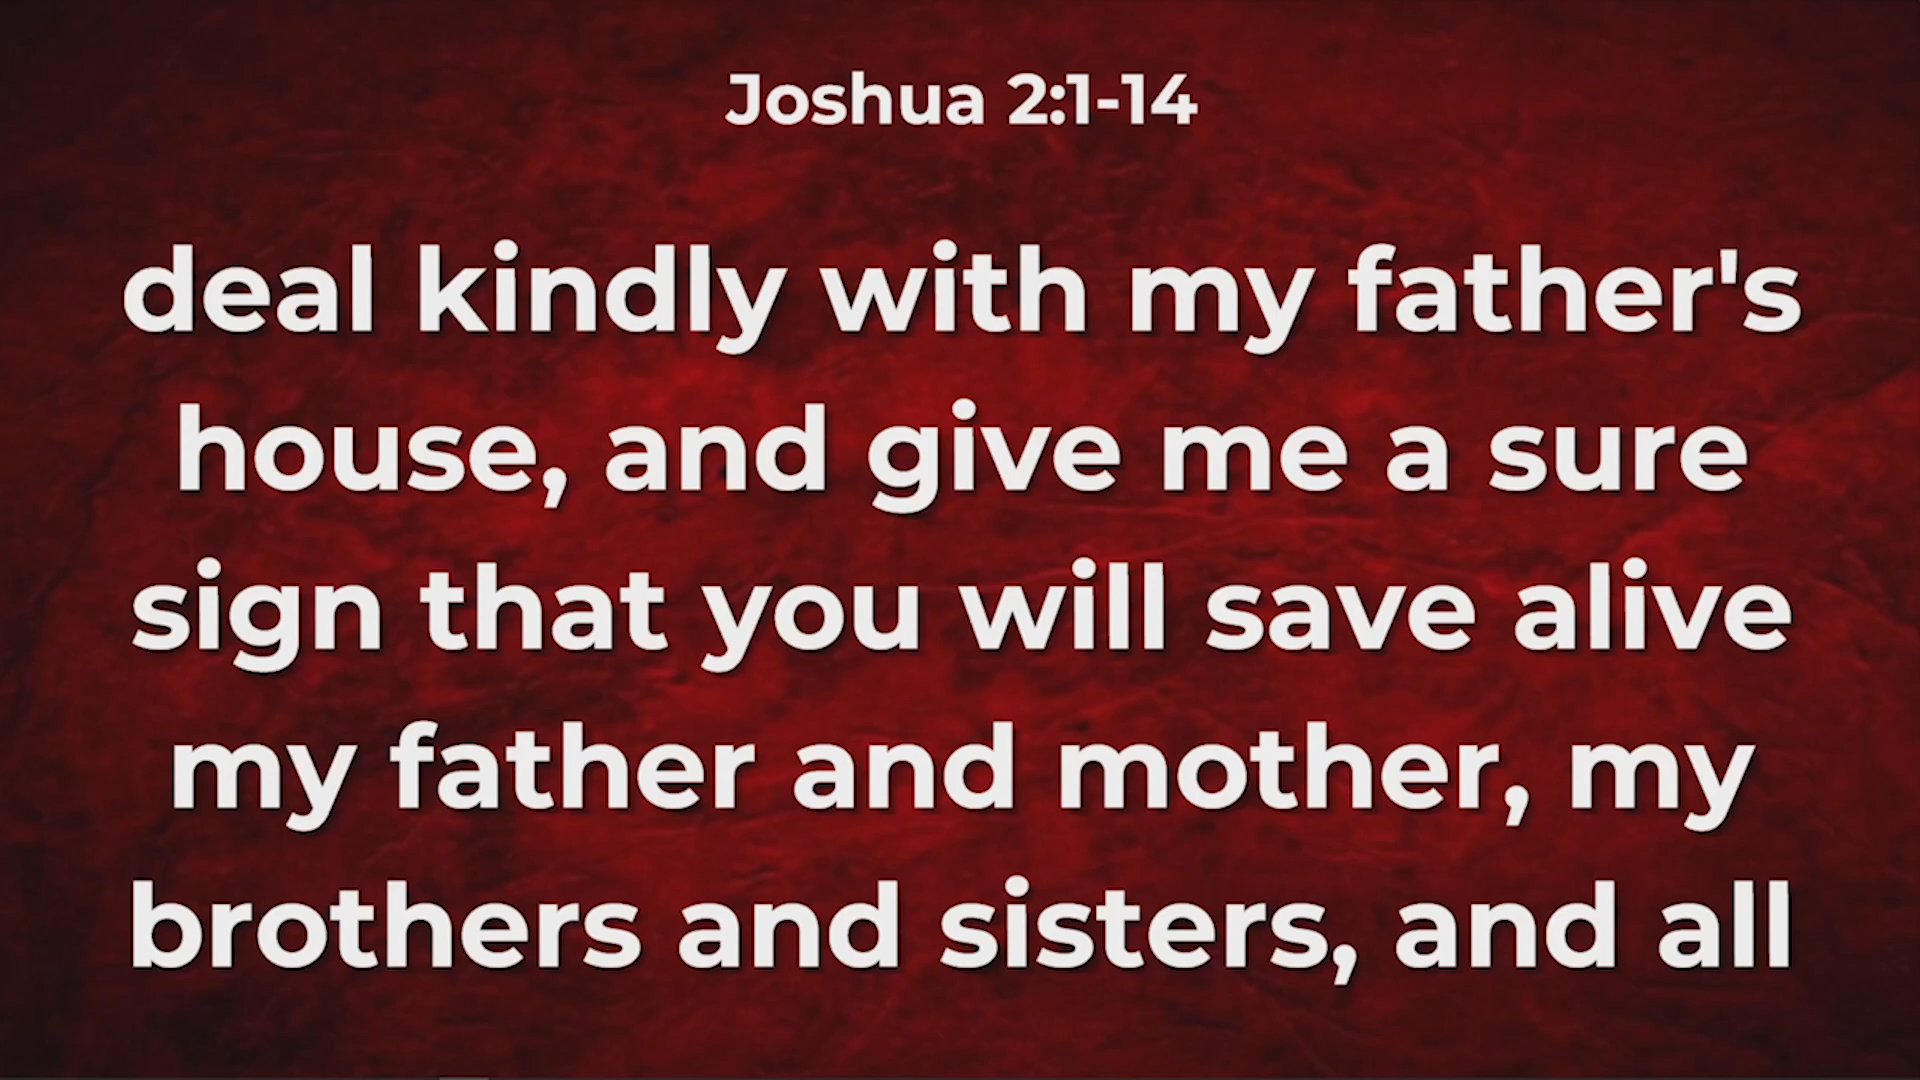 Joshua 2:1-14
deal kindly with my father's
house, and give me a sure
sign that you will save alive
my father and mother, my
brothers and sisters, and all